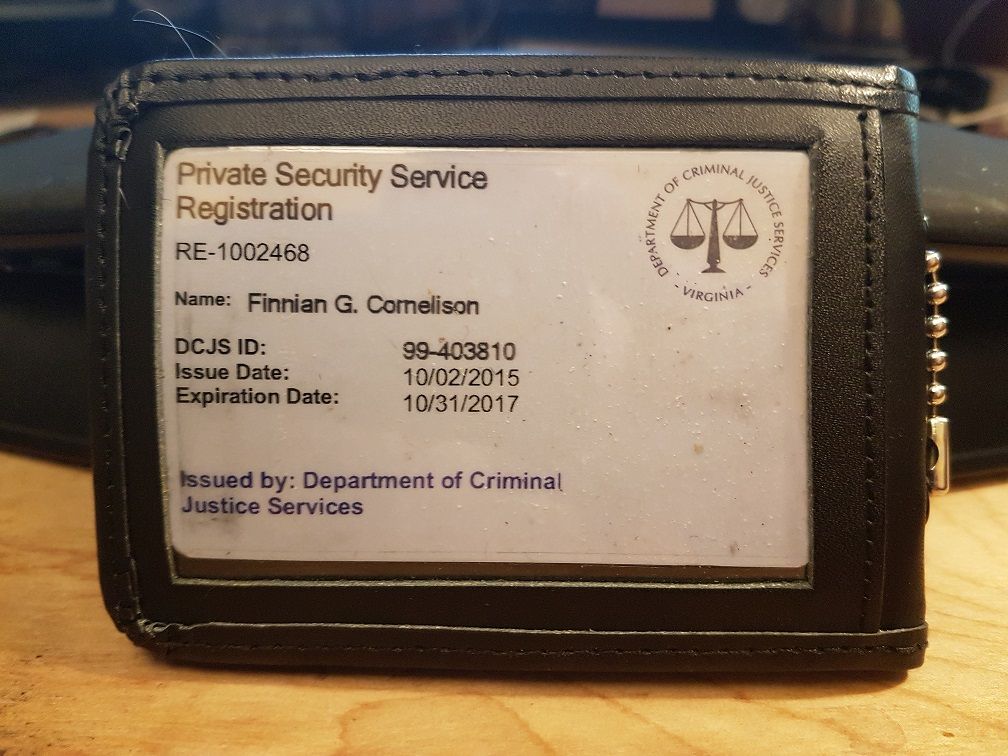 Private Security Service
Registration
RE-1002468
Name: Finnian G. Cornelison
DCJS ID: 99-403810
Issue Date: 10/02/2015
Expiration Date: 10/31/2017
Issued by: Department of Criminal
Justice Services
DEPARTMENT OF CRIMINAL JUSTICE SERVICES
- VIRGINIA -